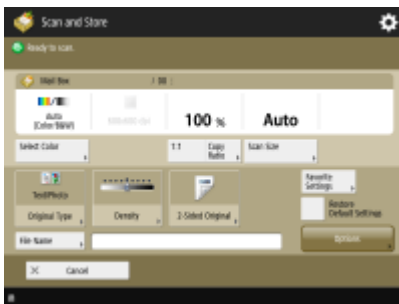 Scan and Store
Ready to scan.
Mail Box
Auto
(Color/B&W)
100 %
Auto
Select Color
1:1
Copy
Ratio
Scan Size
Text/Photo
Original Type
Density
2-Sided Original
Favorite
Settings
Restore
Default Settings
File Name
Options
Cancel